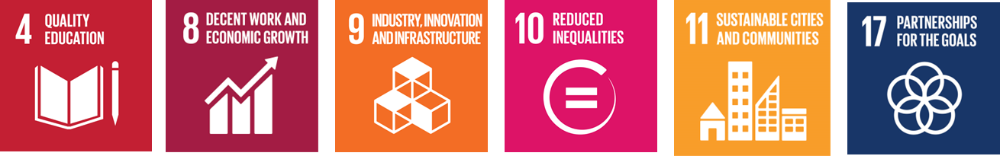 4 QUALITY
EDUCATION
8 DECENT WORK AND
ECONOMIC GROWTH
9 INDUSTRY, INNOVATION
AND INFRASTRUCTURE
10 REDUCED
INEQUALITIES
11 SUSTAINABLE CITIES
AND COMMUNITIES
17 PARTNERSHIPS
FOR THE GOALS